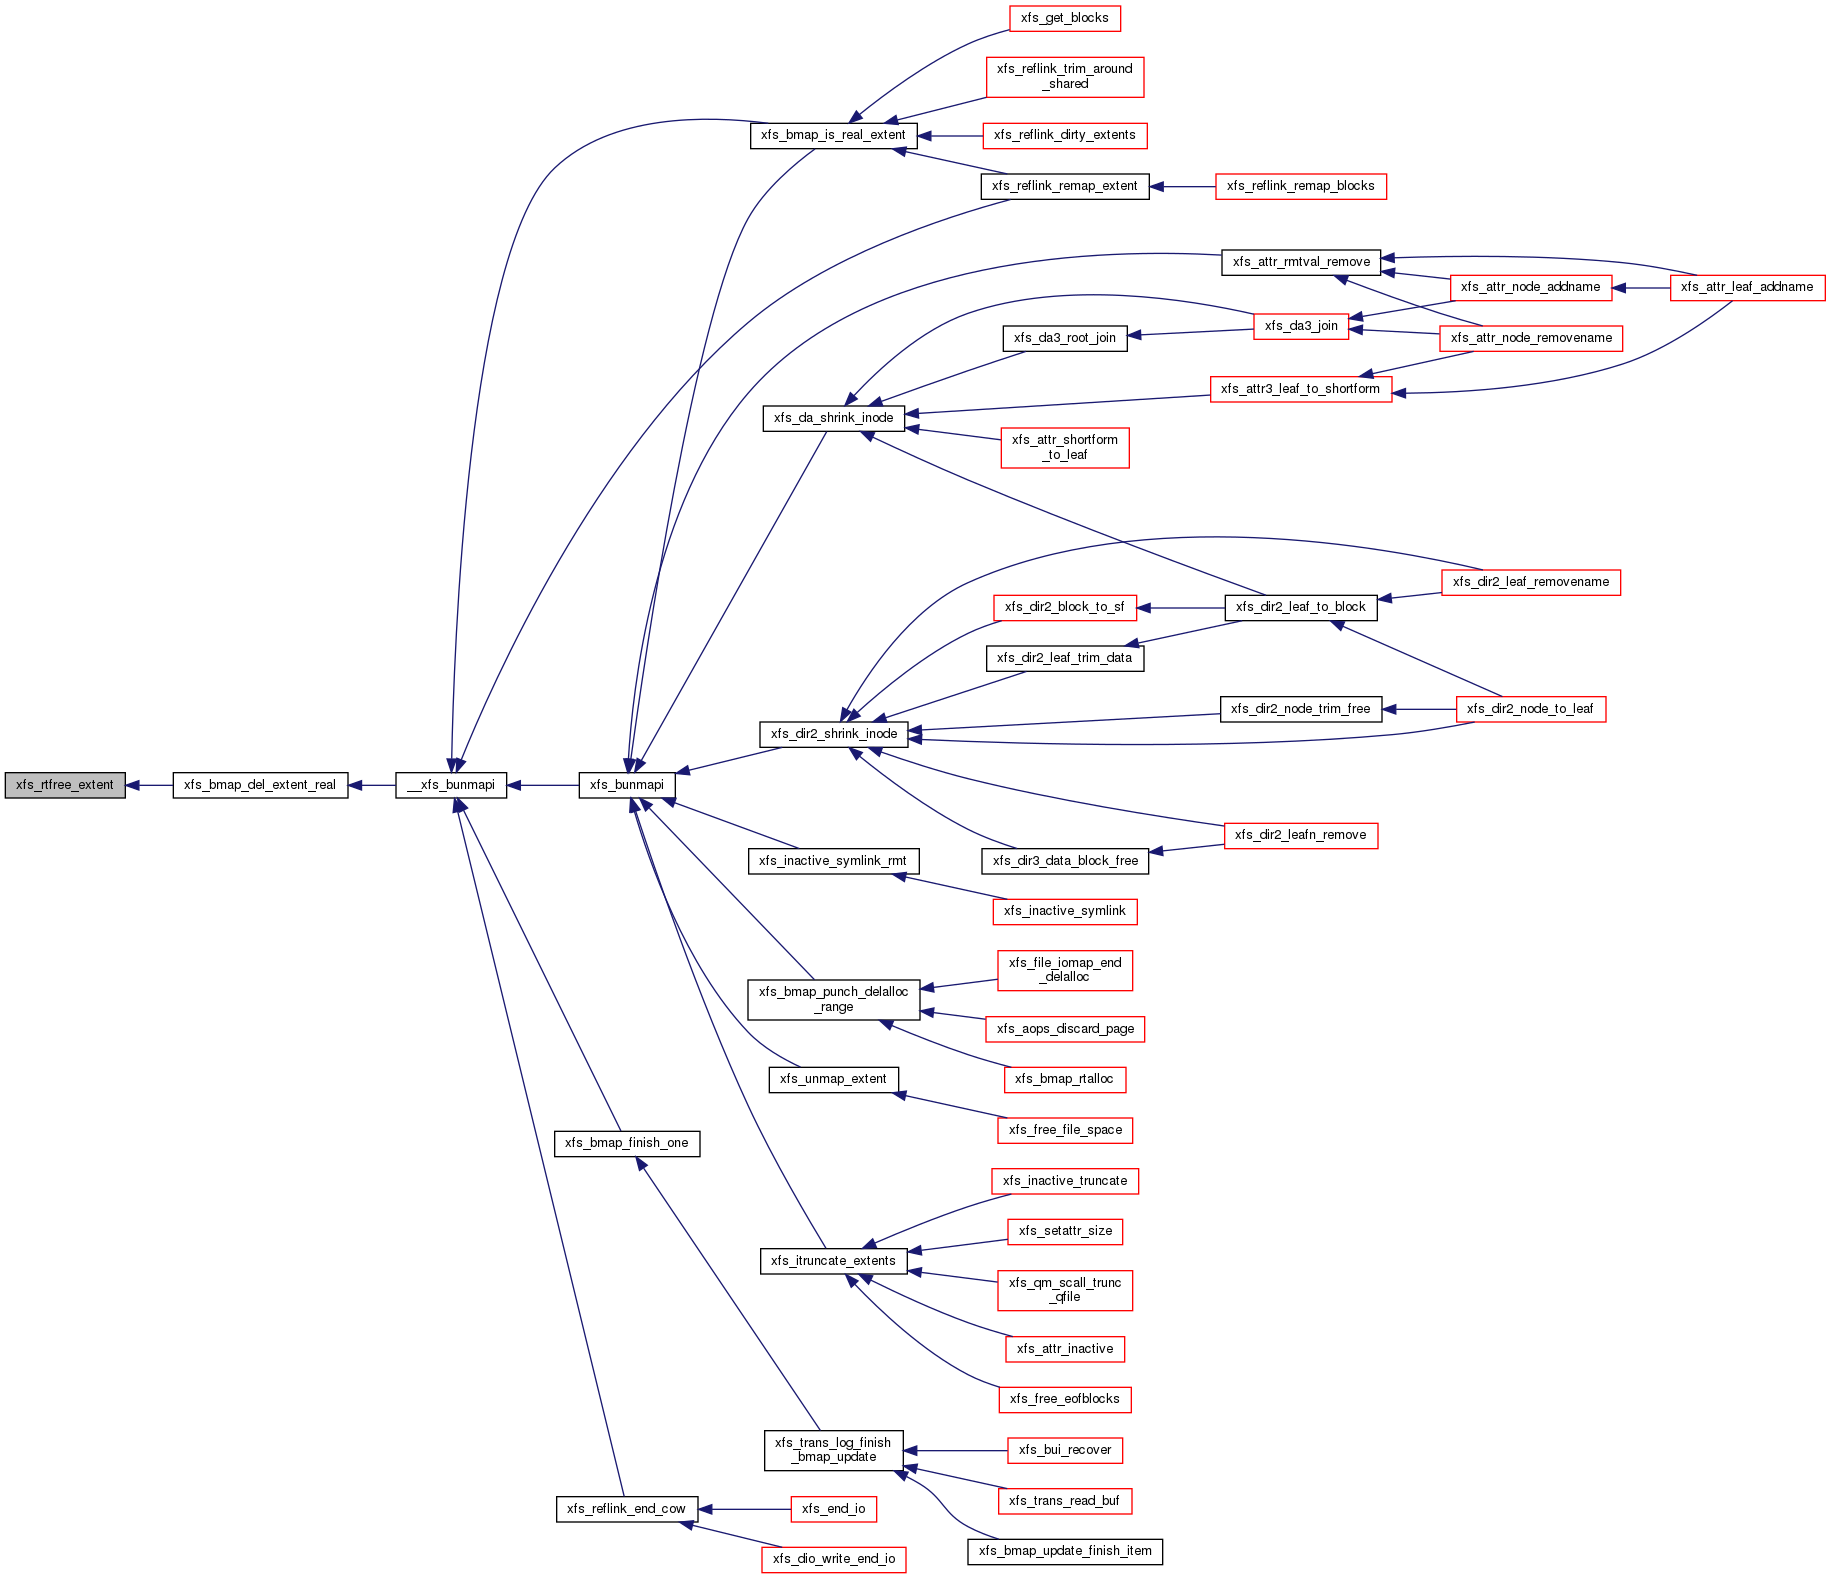 xfs_get_blocks
xfs_reflink_trim_around
_shared
xfs_bmap_is_real_extent
xfs_reflink_dirty_extents
xfs_reflink_remap_extent
xfs_reflink_remap_blocks
xfs_attr_rmtval_remove
xfs_attr_node_addname
xfs_attr_leaf_addname
xfs_da3_root_join
xfs_da3_join
xfs_attr_node_removename
xfs_attr3_leaf_to_shortform
xfs_da_shrink_inode
xfs_attr_shortform
_to_leaf
xfs_dir2_leaf_removename
xfs_dir2_block_to_sf
xfs_dir2_leaf_to_block
xfs_dir2_leaf_trim_data
xfs_dir2_node_trim_free
xfs_dir2_node_to_leaf
xfs_dir2_shrink_inode
xfs_rtfree_extent
xfs_bmap_del_extent_real
__xfs_bunmapi
xfs_bunmapi
xfs_dir2_leafn_remove
xfs_inactive_symlink_rmt
xfs_dir3_data_block_free
xfs_inactive_symlink
xfs_file_iomap_end
_delalloc
xfs_bmap_punch_delalloc
_range
xfs_aops_discard_page
xfs_unmap_extent
xfs_bmap_rtalloc
xfs_free_file_space
xfs_bmap_finish_one
xfs_inactive_truncate
xfs_setattr_size
xfs_itruncate_extents
xfs_qm_scall_trunc
_qfile
xfs_attr_inactive
xfs_free_eofblocks
xfs_trans_log_finish
_bmap_update
xfs_bui_recover
xfs_trans_read_buf
xfs_reflink_end_cow
xfs_end_io
xfs_bmap_update_finish_item
xfs_dio_write_end_io